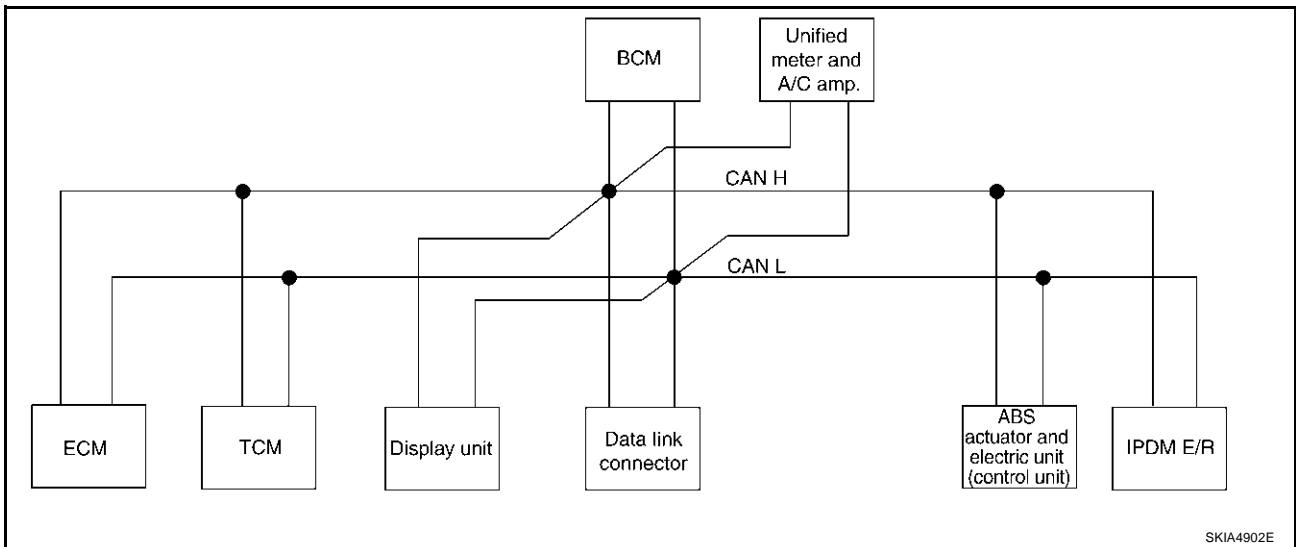 BCM
Unified
meter and
A/C amp.
CAN H
CAN L
ECM
TCM
Display unit
Data link
connector
ABS
actuator and
electric unit
(control unit)
IPDM E/R
SKIA4902E